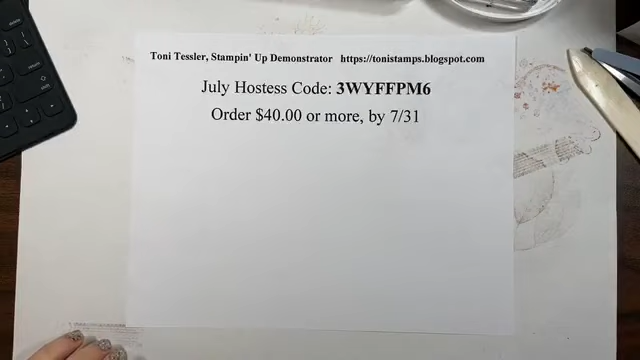 Toni Tessler, Stampin' Up Demonstrator https://tonistamps.blogspot.com
July Hostess Code: 3WYFFPM6
Order $40.00 or more, by 7/31